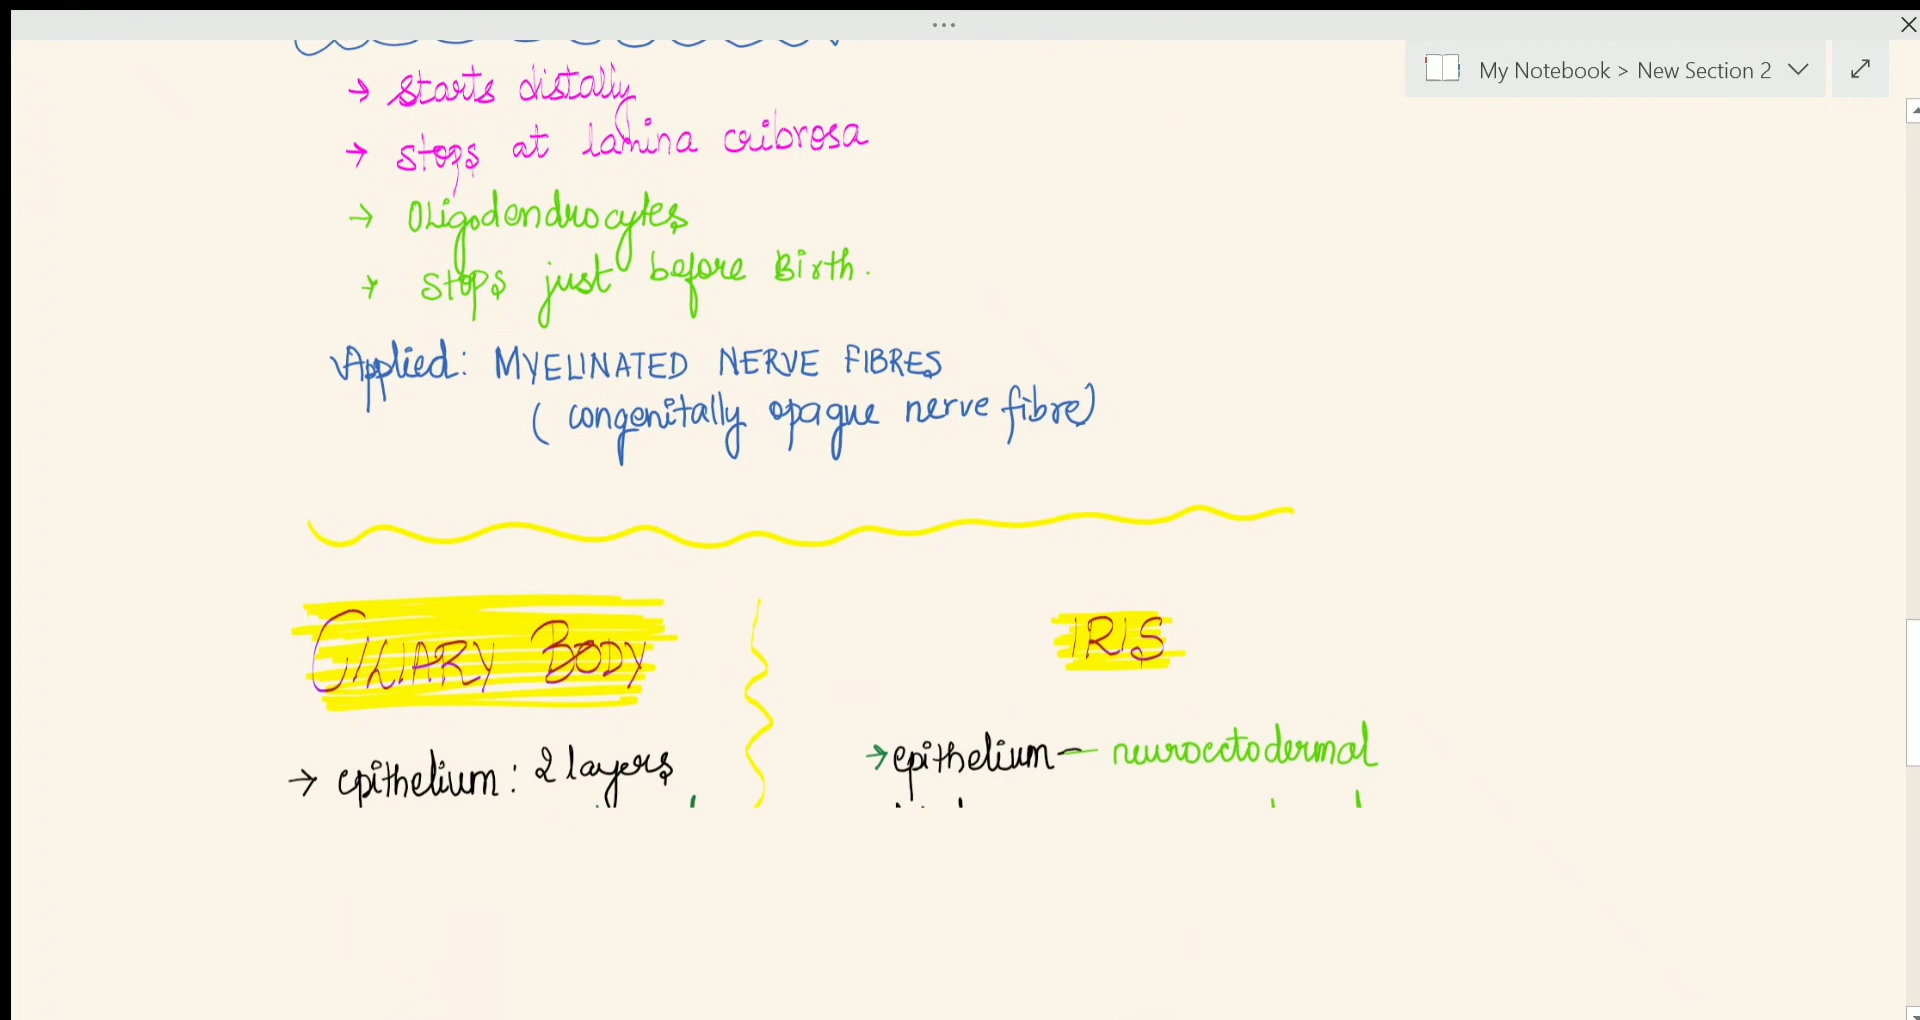 ...
My Notebook > New Section 2
→ starts distally
→ stops at lamina cribrosa
→ Oligodendrocytes
→ stops just before Birth.
Applied: MYELINATED NERVE FIBRES
( congenitally opaque nerve fibre)
CILIARY BODY
IRIS
→ epithelium : 2 layers
→ epithelium — neuroectodermal